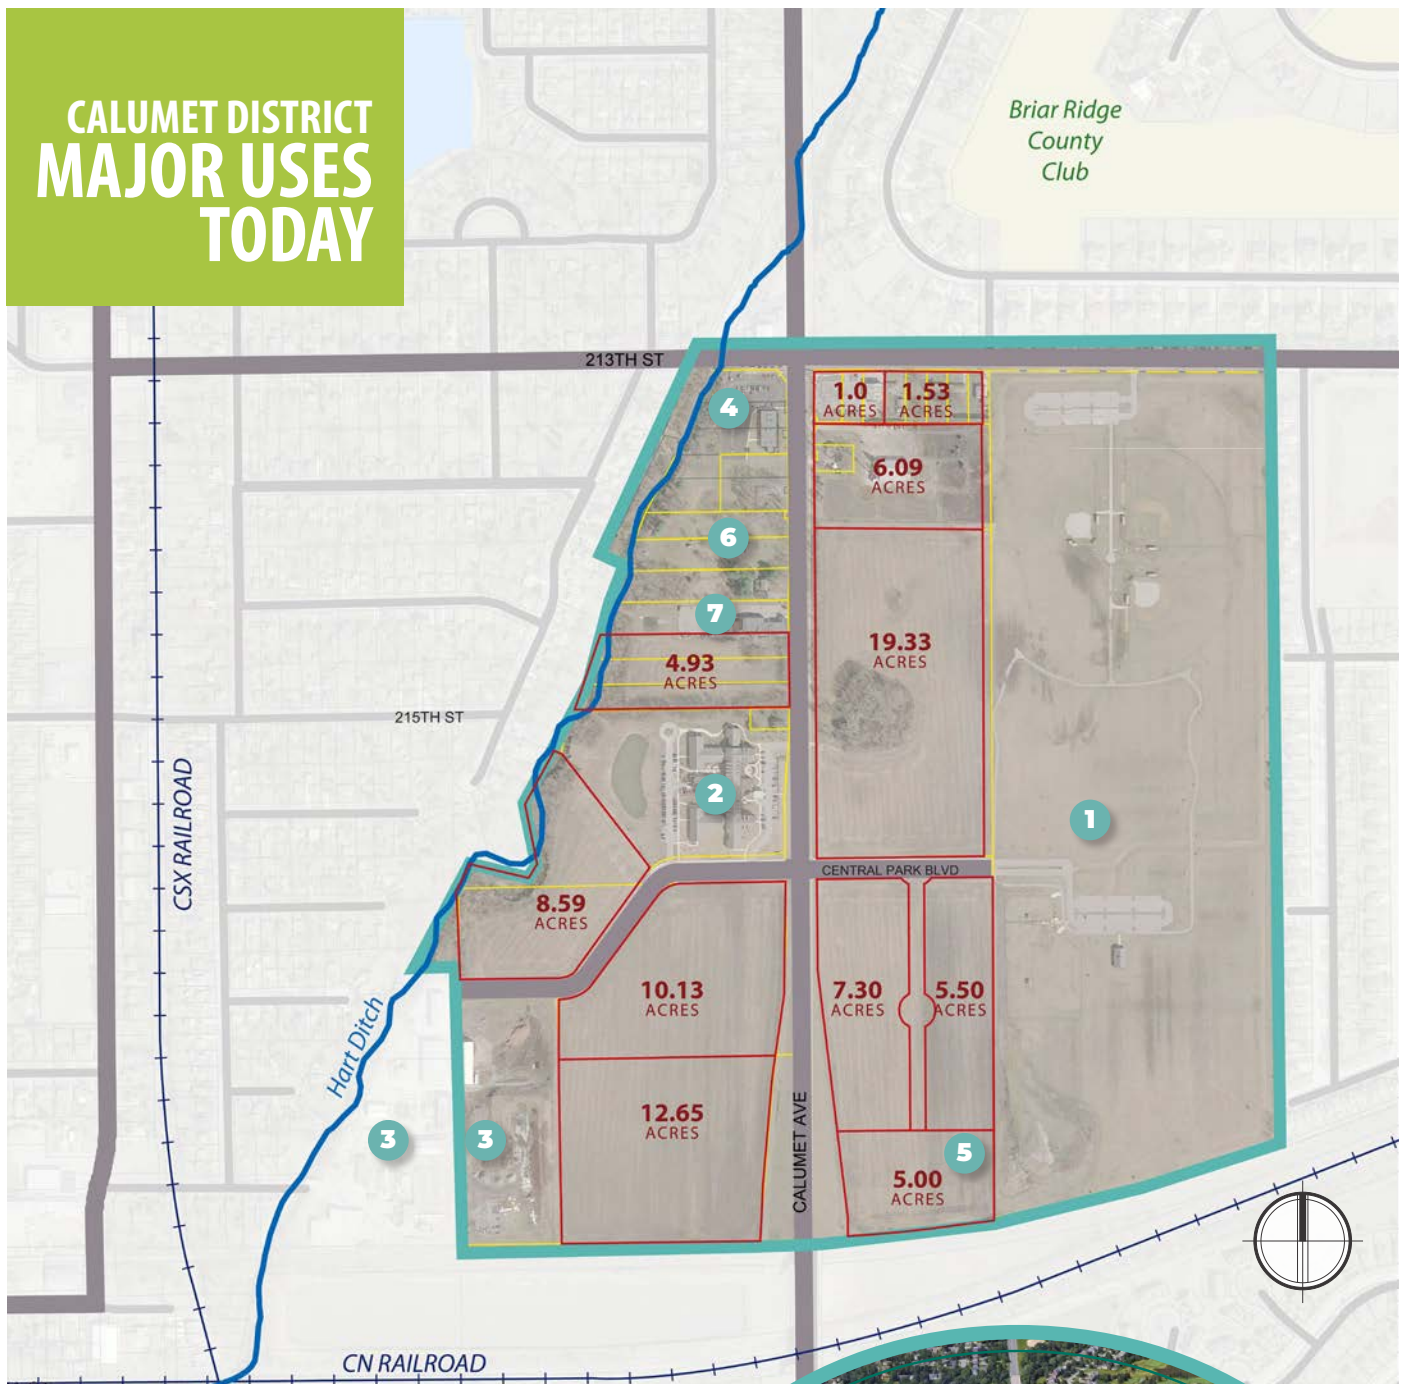 CALUMET DISTRICT
MAJOR USES
TODAY
Briar Ridge
County
Club
213TH ST
4
1.0
ACRES
1.53
ACRES
6.09
ACRES
6
7
4.93
ACRES
19.33
ACRES
215TH ST
2
1
CSX RAILROAD
CENTRAL PARK BLVD
8.59
ACRES
10.13
ACRES
7.30
ACRES
5.50
ACRES
Hart Ditch
12.65
ACRES
CALUMET AVE
3
3
5
5.00
ACRES
CN RAILROAD